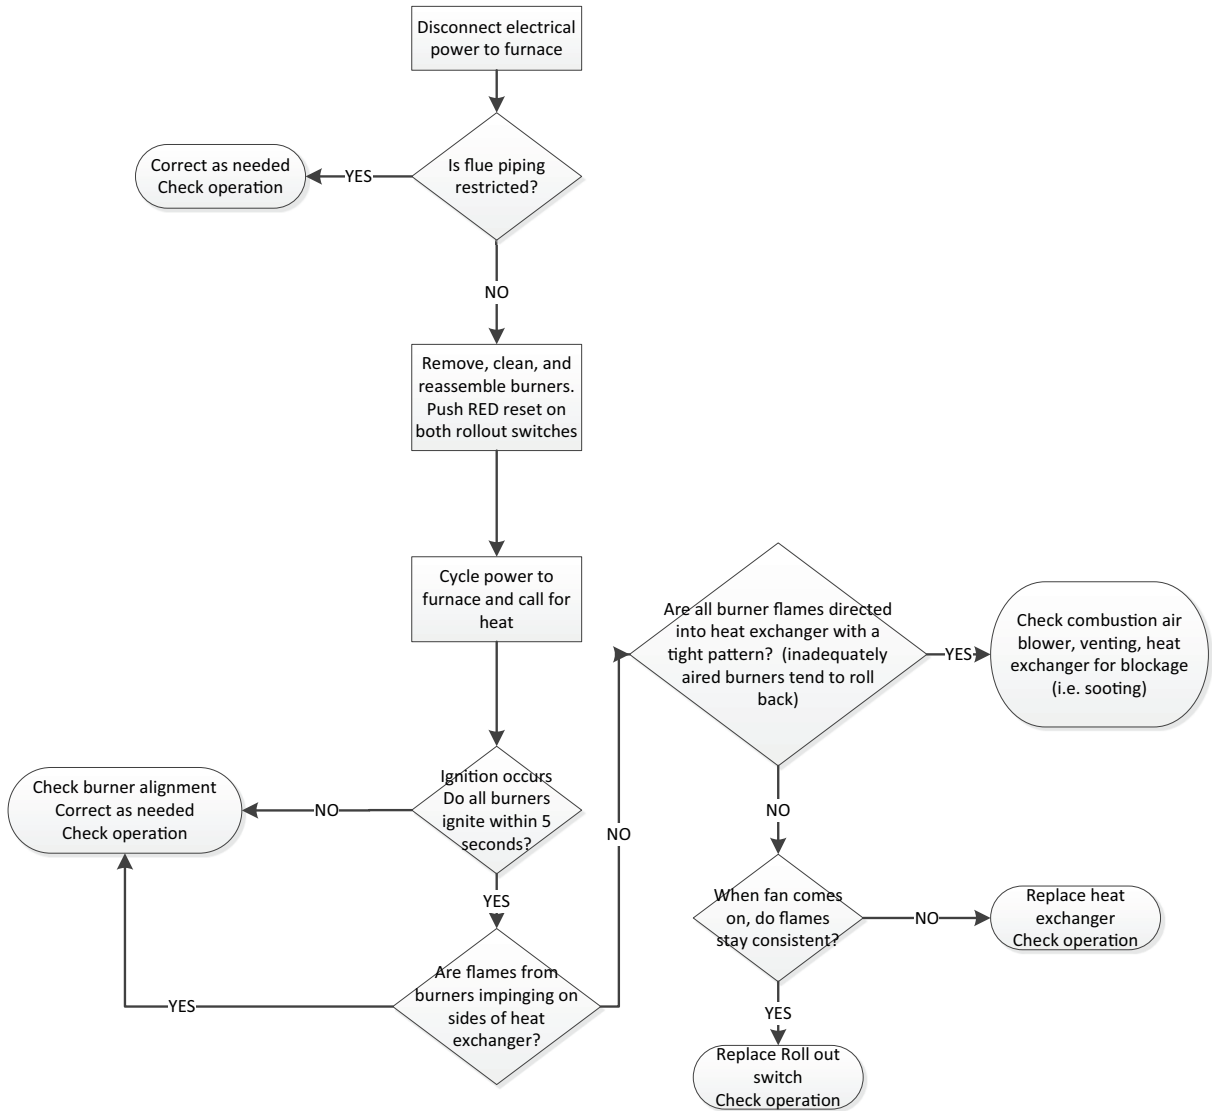 Disconnect electrical
power to furnace
Is flue piping
restricted?
YES
Correct as needed
Check operation
NO
Remove, clean, and
reassemble burners.
Push RED reset on
both rollout switches
Cycle power to
furnace and call for
heat
Ignition occurs
Do all burners
ignite within 5
seconds?
NO
Check burner alignment
Correct as needed
Check operation
YES
Are flames from
burners impinging on
sides of heat
exchanger?
YES
NO
Are all burner flames directed
into heat exchanger with a
tight pattern? (inadequately
aired burners tend to roll
back)
YES
Check combustion air
blower, venting, heat
exchanger for blockage
(i.e. sooting)
NO
When fan comes
on, do flames
stay consistent?
NO
Replace heat
exchanger
Check operation
YES
Replace Roll out
switch
Check operation